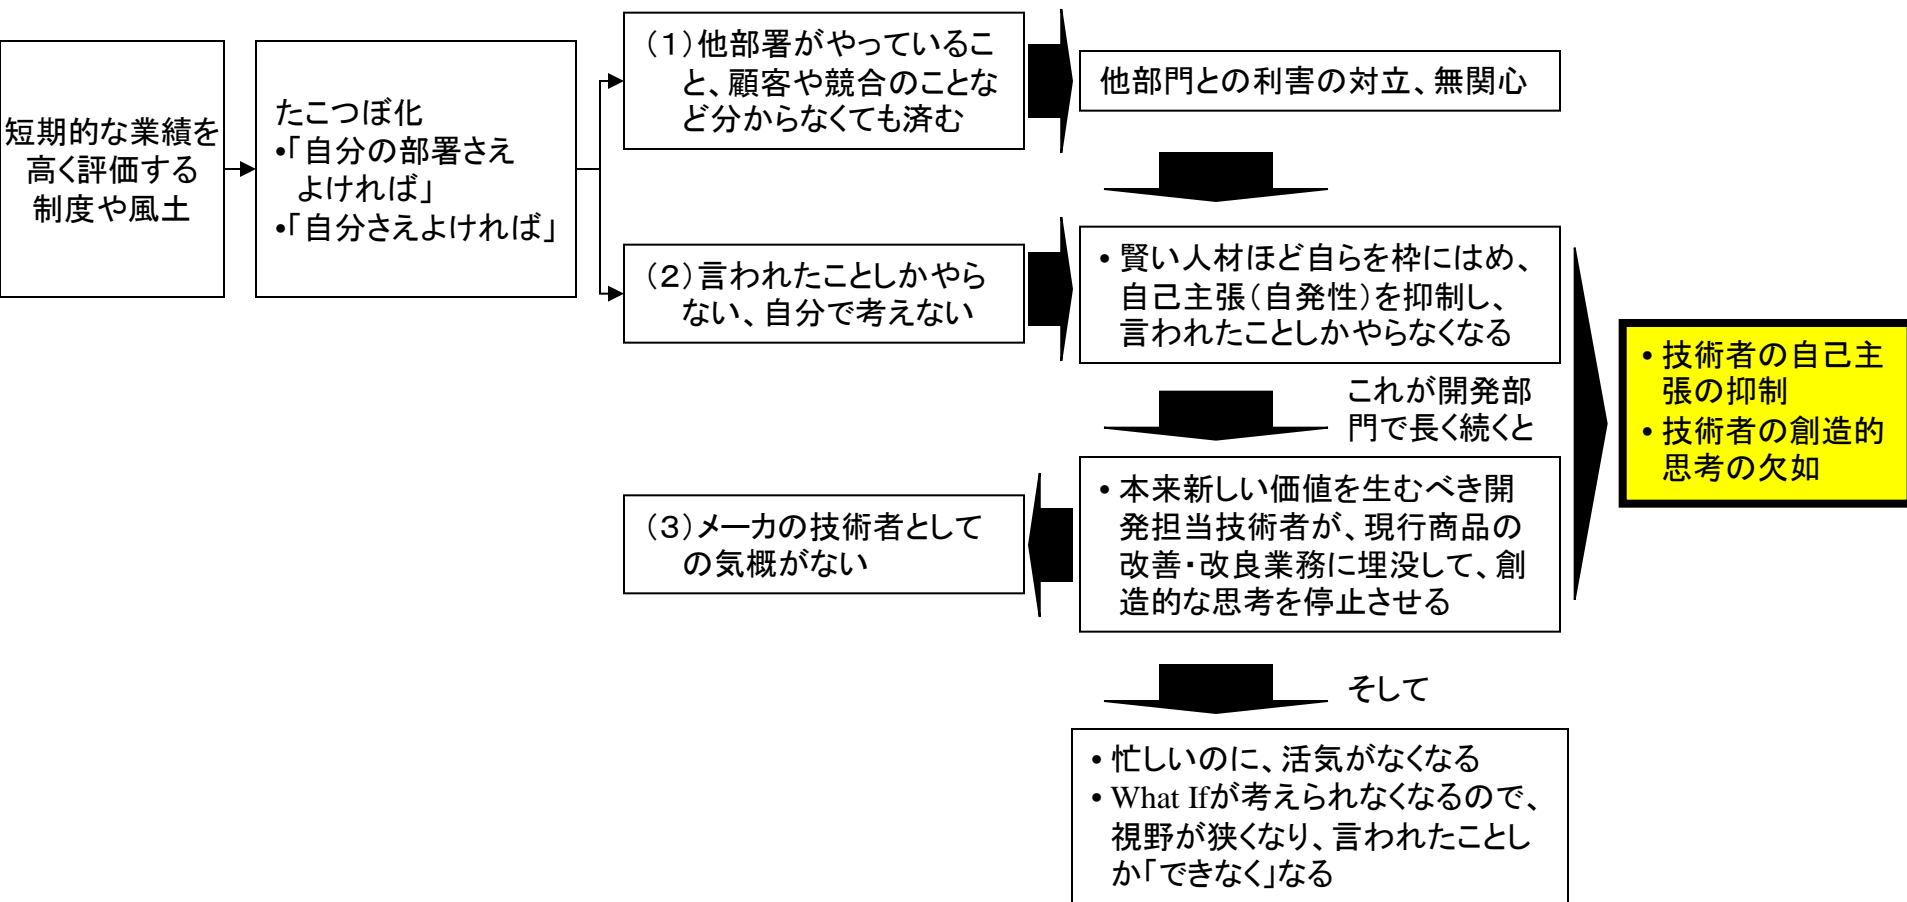 短期的な業績を
高く評価する
制度や風土
たこつぼ化
•「自分の部署さえ
よければ」
•「自分さえよければ」
（１）他部署がやっているこ
と、顧客や競合のことな
ど分からなくても済む
他部門との利害の対立、無関心
（２）言われたことしかやら
ない、自分で考えない
• 賢い人材ほど自らを枠にはめ、
自己主張（自発性）を抑制し、
言われたことしかやらなくなる
これが開発部
門で長く続くと
（３）メーカの技術者として
の気概がない
• 本来新しい価値を生むべき開
発担当技術者が、現行商品の
改善・改良業務に埋没して、創
造的な思考を停止させる
そして
• 忙しいのに、活気がなくなる
• What Ifが考えられなくなるので、
視野が狭くなり、言われたことし
か「できなく」なる
• 技術者の自己主
張の抑制
• 技術者の創造的
思考の欠如